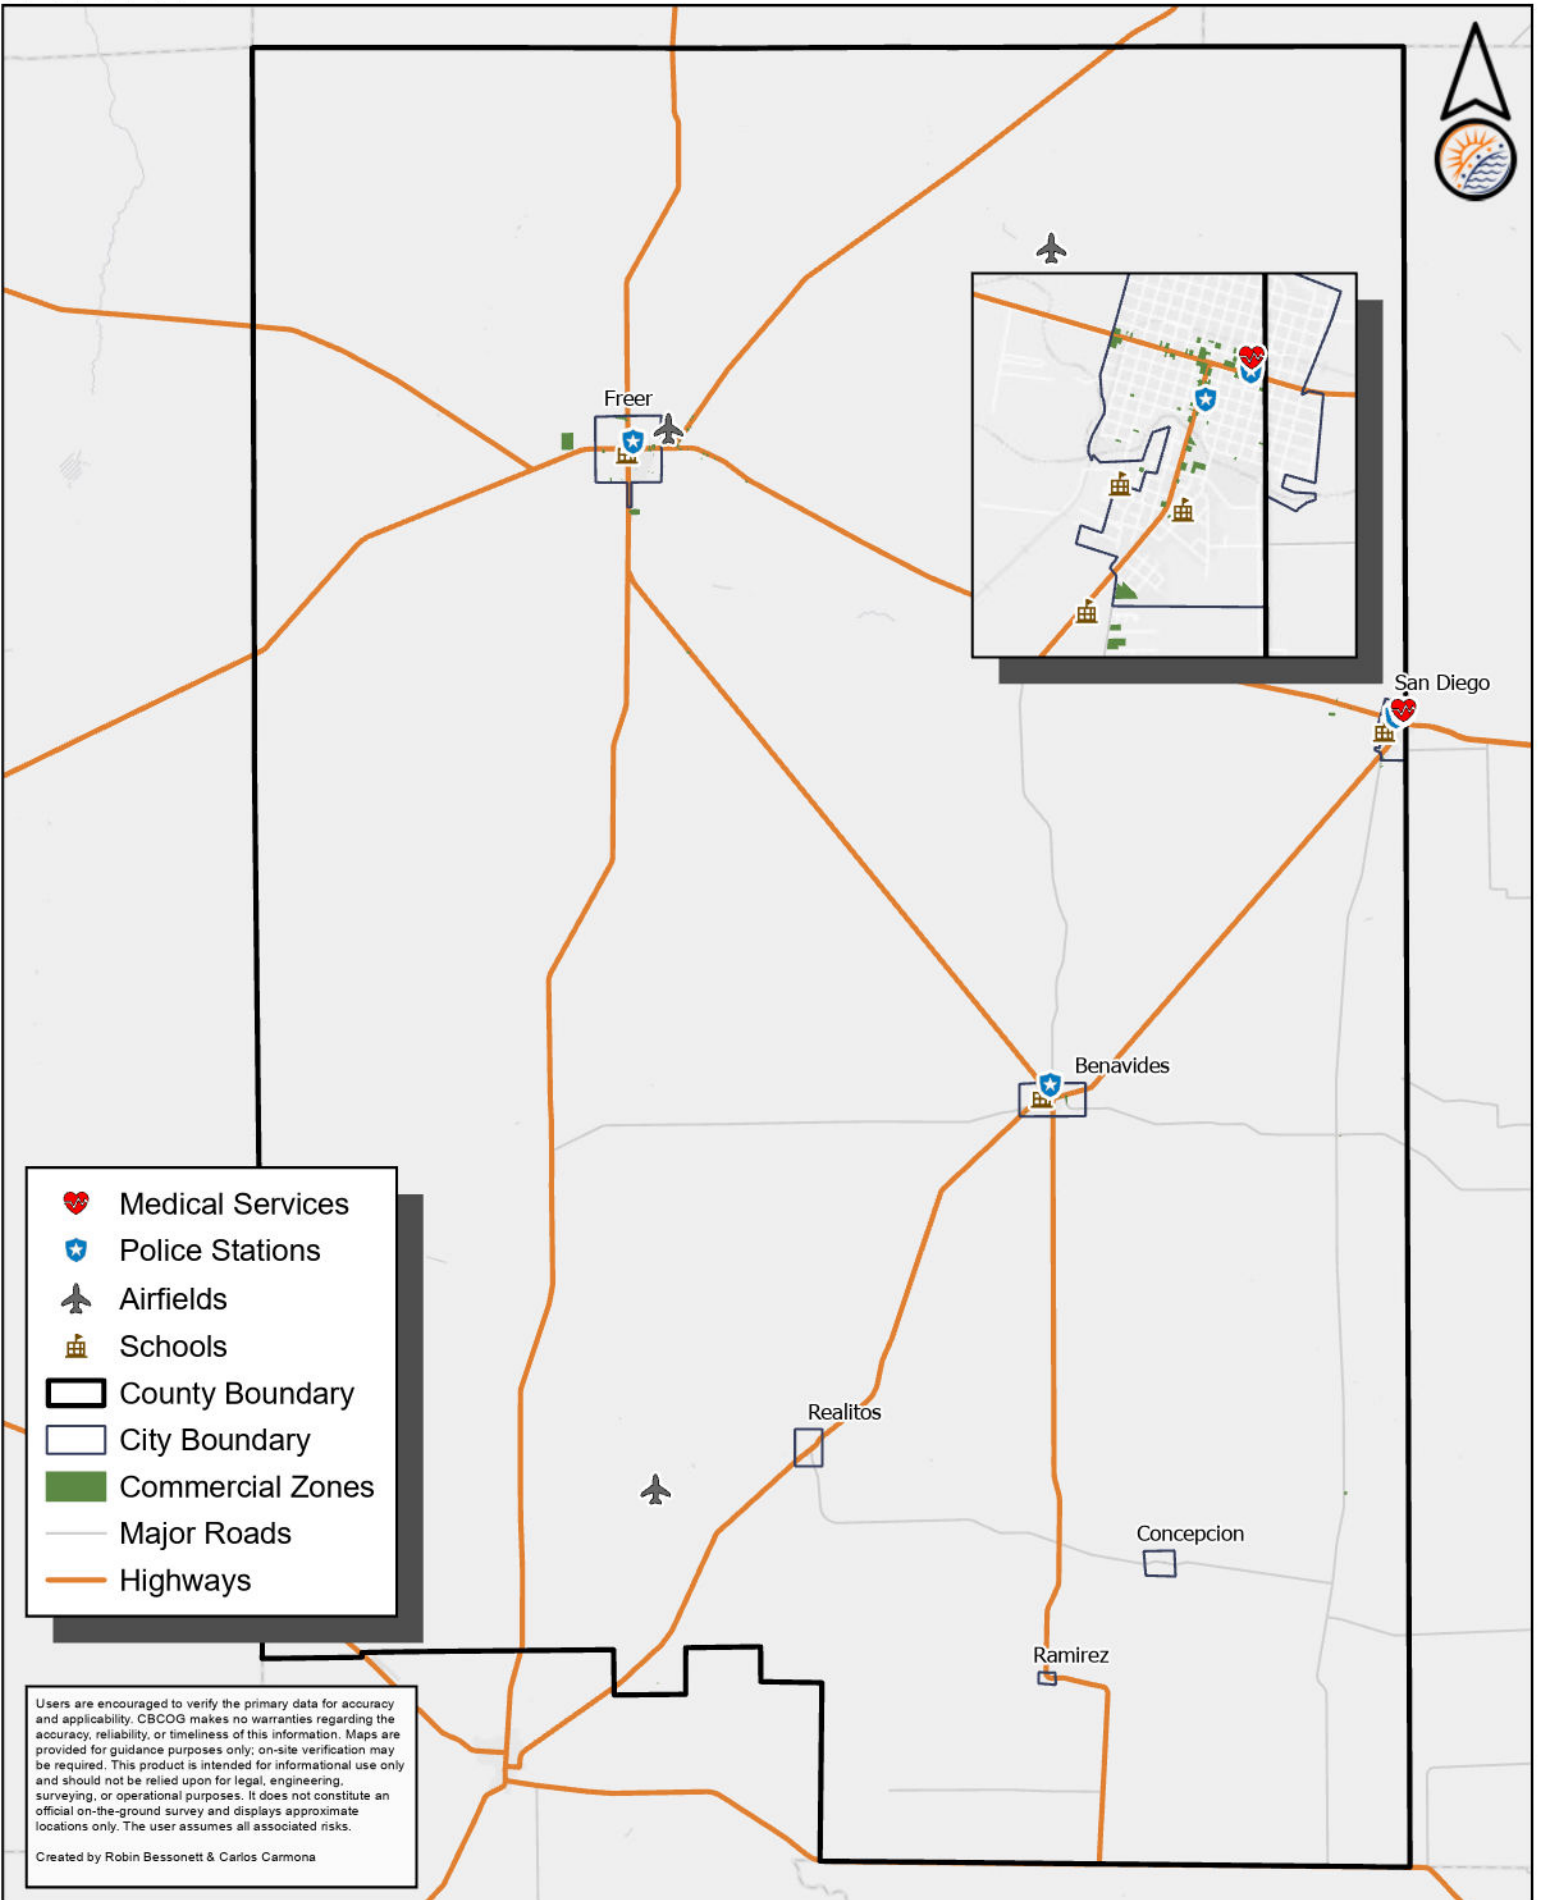 Freer
San Diego
Benavides
Medical Services
Police Stations
Airfields
Schools
County Boundary
City Boundary
Commercial Zones
Major Roads
Highways
Realitos
Concepcion
Ramirez
Users are encouraged to verify the primary data for accuracy
and applicability. CBCOG makes no warranties regarding the
accuracy, reliability, or timeliness of this information. Maps are
provided for guidance purposes only; on-site verification may
be required. This product is intended for informational use only
and should not be relied upon for legal, engineering,
surveying, or operational purposes. It does not constitute an
official on-the-ground survey and displays approximate
locations only. The user assumes all associated risks.
Created by Robin Bessonett & Carlos Carmona